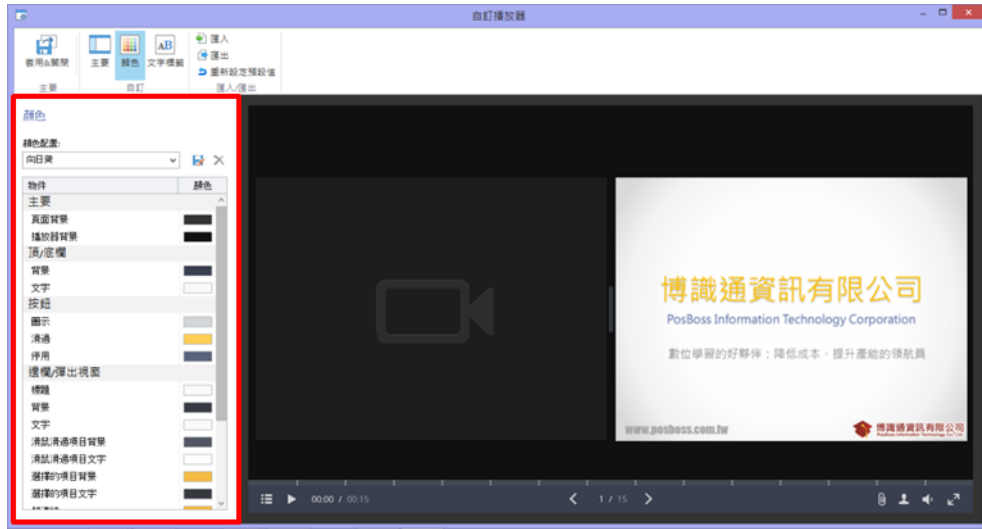 自訂播放器
套用&關閉
主要
顏色
文字標籤
匯入
匯出
重新設定預設值
主要
自訂
匯入/匯出
顏色
顏色配置:
向日葵
物件
顏色
主要
頁面背景
播放器背景
頂/底欄
背景
文字
按鈕
圖示
滑過
停用
邊欄/彈出視窗
標題
背景
文字
滑鼠滑過項目背景
滑鼠滑過項目文字
選擇的項目背景
選擇的項目文字
博識通資訊有限公司
PosBoss Information Technology Corporation
數位學習的好夥伴:降低成本、提升產能的領航員
www.posboss.com.tw
博識通資訊有限公司
PosBoss Information Technology Co., Ltd
00:00 / 00:15
1 / 15